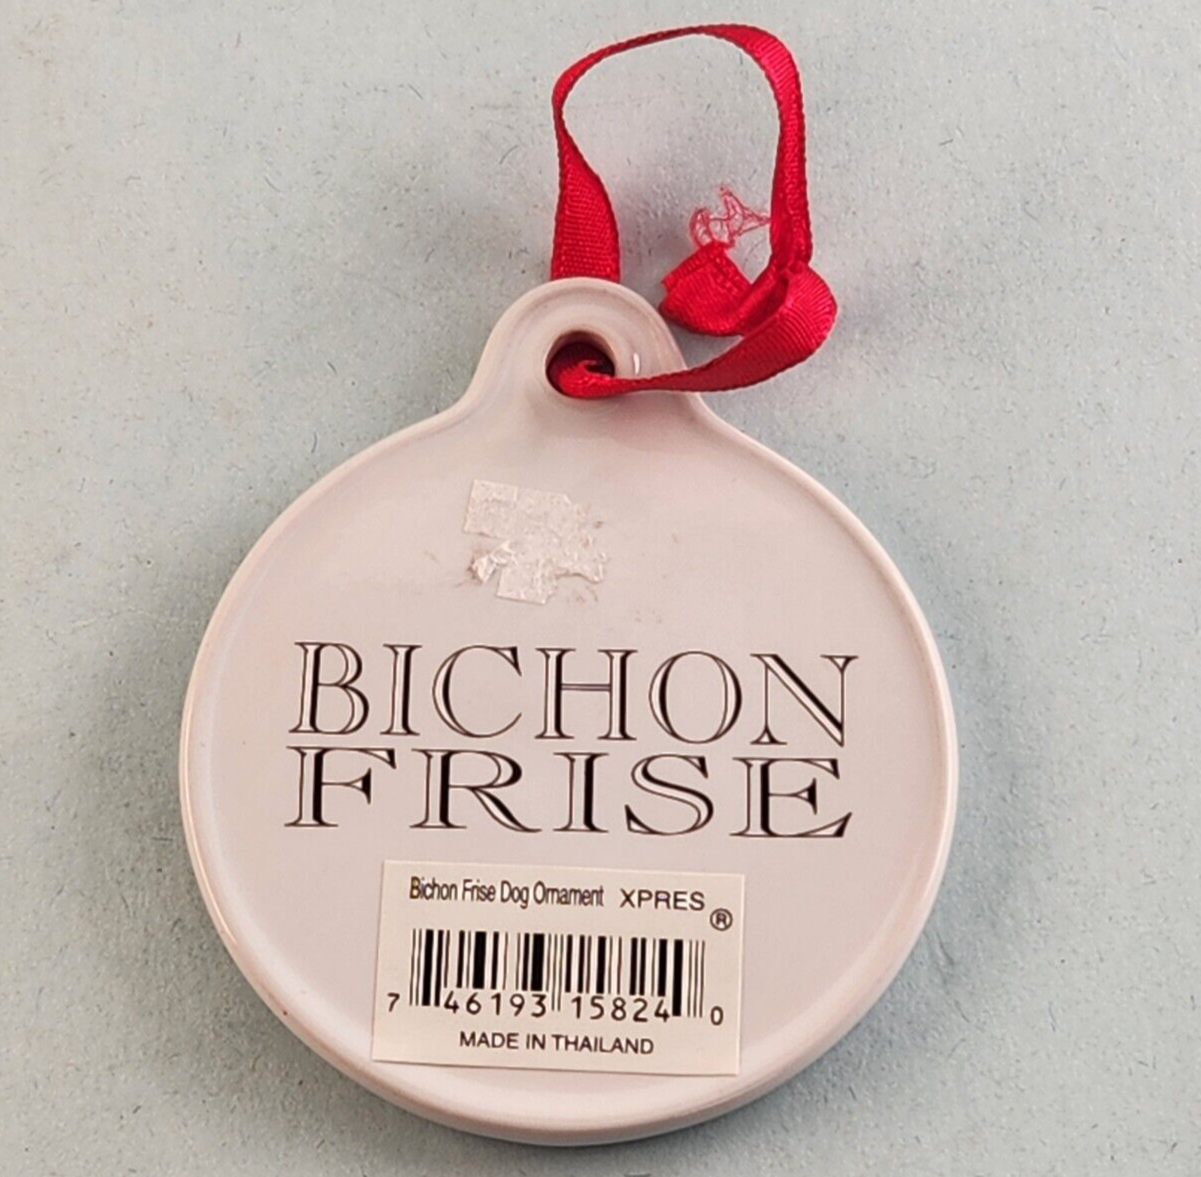 BICHON
FRISE
Bichon Frise Dog Ornament XPRES®
7 46193 15824 0
MADE IN THAILAND